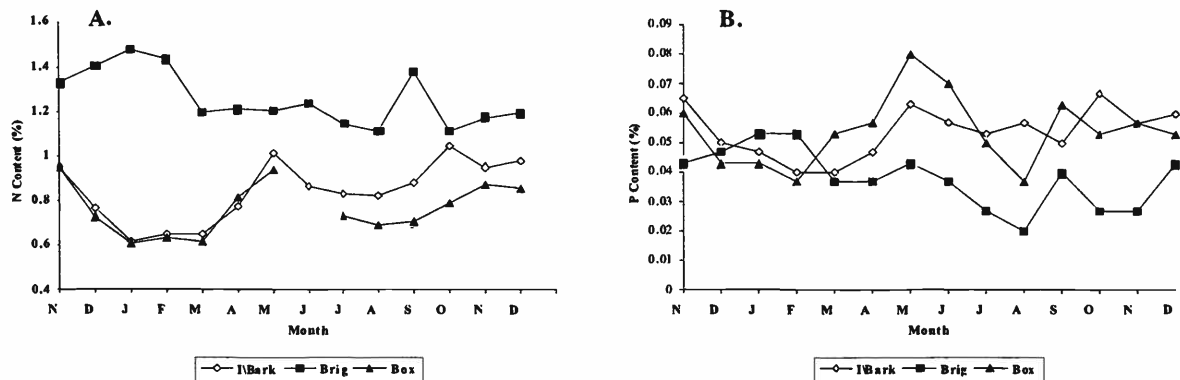 A.
1.6
1.4
1.2
1
0.8
0.6
0.4
N Content (%)
N D J F M A M J J A S O N D
Month
I\Bark Brig Box
B.
0.09
0.08
0.07
0.06
0.05
0.04
0.03
0.02
0.01
0
P Content (%)
N D J F M A M J J A S O N D
Month
I\Bark Brig Box